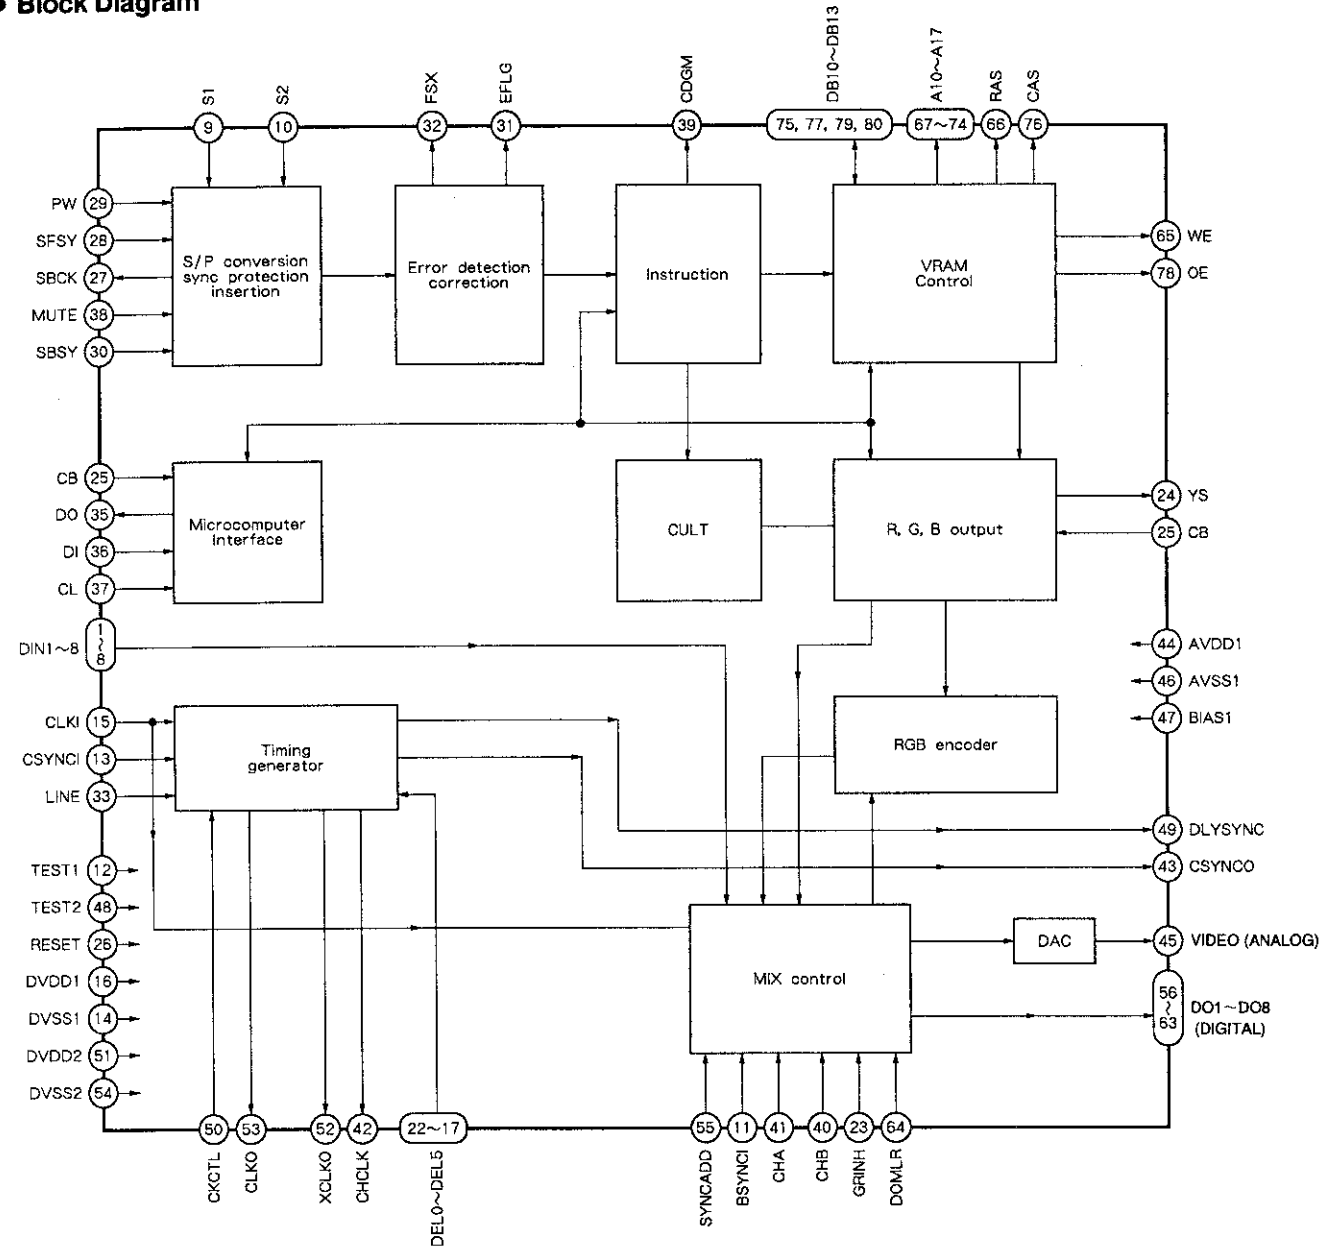 Block Diagram
S1
S2
FSX
EFLG
CDGM
DB10~DB13
A10~A17
RAS
CAS
9
10
32
31
39
75, 77, 79, 80
67~74
66
76
PW 29
SFSY 28
SBCK 27
MUTE 38
SBSY 30
S/P conversion
sync protection
insertion
Error detection
correction
Instruction
VRAM
Control
65 WE
78 OE
CB 25
DO 35
DI 36
CL 37
Microcomputer
Interface
CULT
R, G, B output
24 YS
25 CB
DIN1~8
1
~
8
44 AVDD1
46 AVSS1
47 BIAS1
CLKI 15
CSYNCI 13
LINE 33
Timing
generator
RGB encoder
49 DLYSYNC
43 CSYNCO
TEST1 12
TEST2 48
RESET 26
DVDD1 16
DVSS1 14
DVDD2 51
DVSS2 54
MIX control
DAC
45 VIDEO (ANALOG)
56
~
63
DO1~DO8
(DIGITAL)
50
53
52
42
22~17
55
11
41
40
23
64
CKCTL
CLKO
XCLKO
CHCLK
DEL0~DEL5
SYNCADD
BSYNCI
CHA
CHB
GRINH
DOMLR